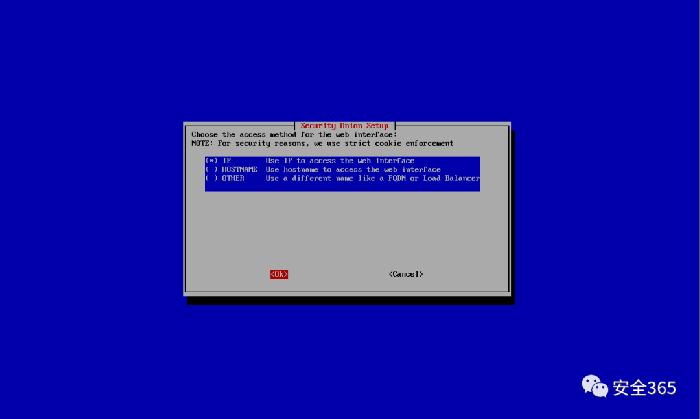 Security Onion Setup
Choose the access method for the web interface:
NOTE: For security reasons, we use strict cookie enforcement
(*) IP Use IP to access the web interface
( ) HOSTNAME Use hostname to access the web interface
( ) OTHER Use a different name like a FQDN or Load Balancer
<Ok> <Cancel>
安全365